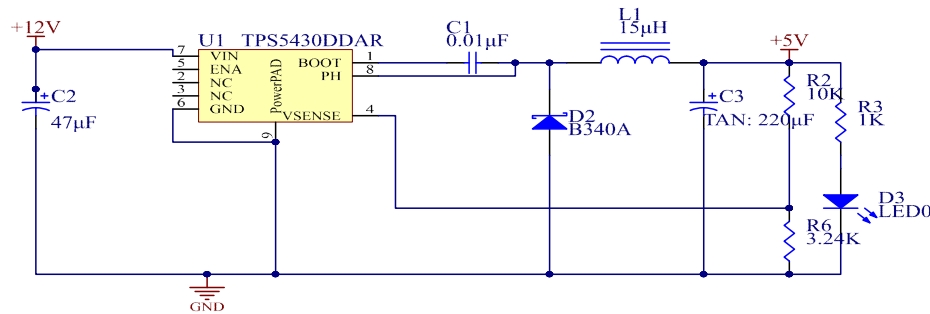 +12V
U1 TPS5430DDAR
C1
0.01µF
L1
15µH
+5V
7 VIN
5 ENA
2 NC
3 NC
6 GND
PowerPAD
9
BOOT 1
PH 8
VSENSE 4
C2
47µF
D2
B340A
C3
TAN: 220µF
R2
10K
R3
1K
D3
LED0
R6
3.24K
GND